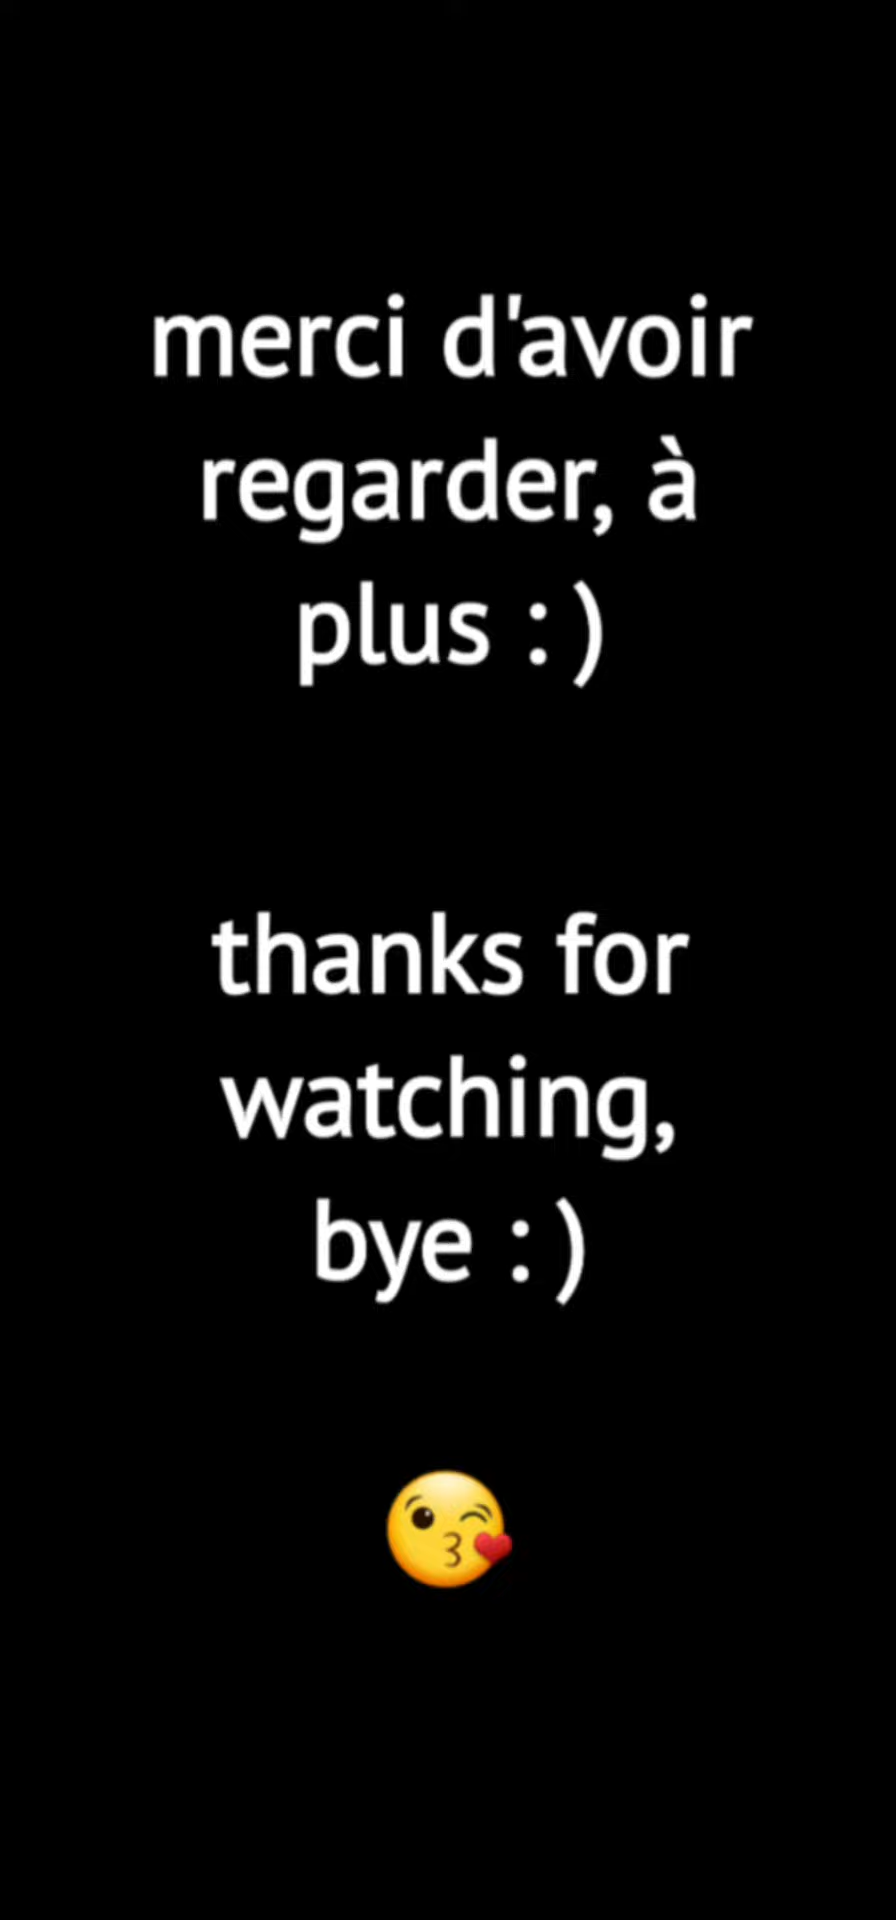 merci d'avoir
regarder, à
plus : )
thanks for
watching,
bye : )
😘